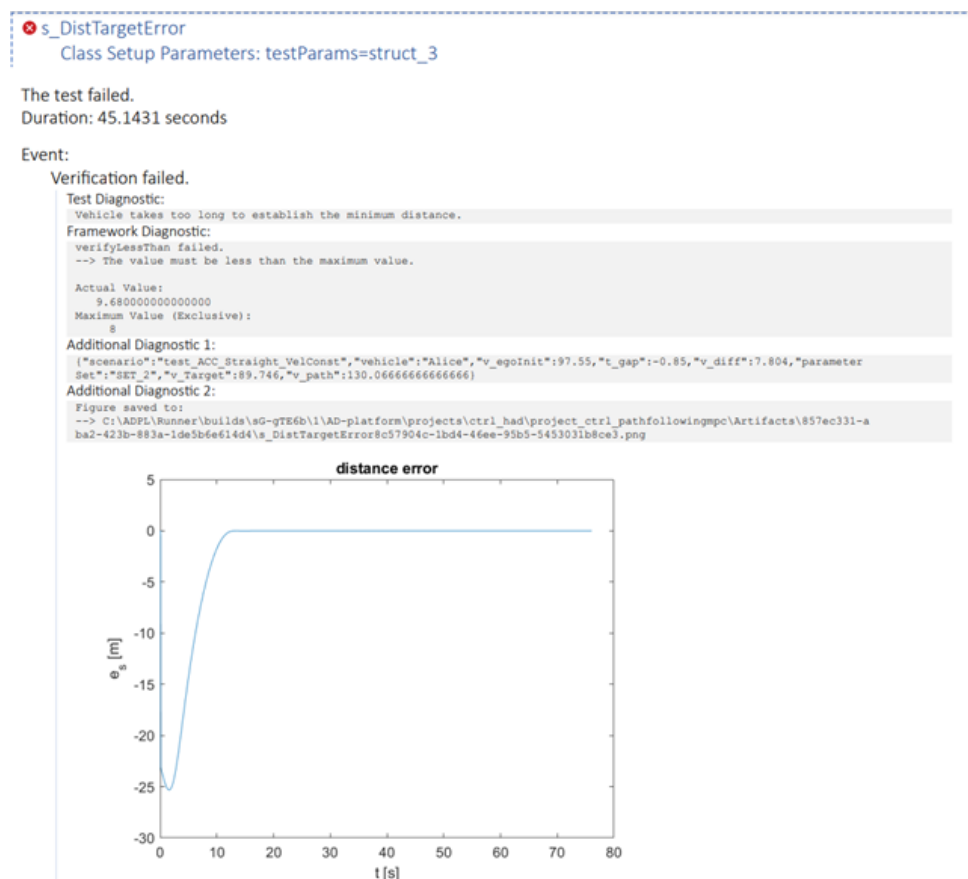 s_DistTargetError
Class Setup Parameters: testParams=struct_3
The test failed.
Duration: 45.1431 seconds
Event:
Verification failed.
Test Diagnostic:
Vehicle takes too long to establish the minimum distance.
Framework Diagnostic:
verifyLessThan failed.
--> The value must be less than the maximum value.
Actual Value:
9.680000000000000
Maximum Value (Exclusive):
8
Additional Diagnostic 1:
{"scenario":"test_ACC_Straight_VelConst","vehicle":"Alice","v_egoInit":97.55,"t_gap":-0.85,"v_diff":7.804,"parameter
Set":"SET_2","v_Target":89.746,"v_path":130.06666666666666}
Additional Diagnostic 2:
Figure saved to:
--> C:\ADPL\Runner\builds\sG-gTE6b\1\AD-platform\projects\ctrl_had\project_ctrl_pathfollowingmpc\Artifacts\857ec331-a
ba2-423b-883a-1de5b6e614d4\s_DistTargetError8c57904c-1bd4-46ee-95b5-5453031b8ce3.png
distance error
5
0
-5
-10
-15
-20
-25
-30
e_s [m]
0 10 20 30 40 50 60 70 80
t [s]